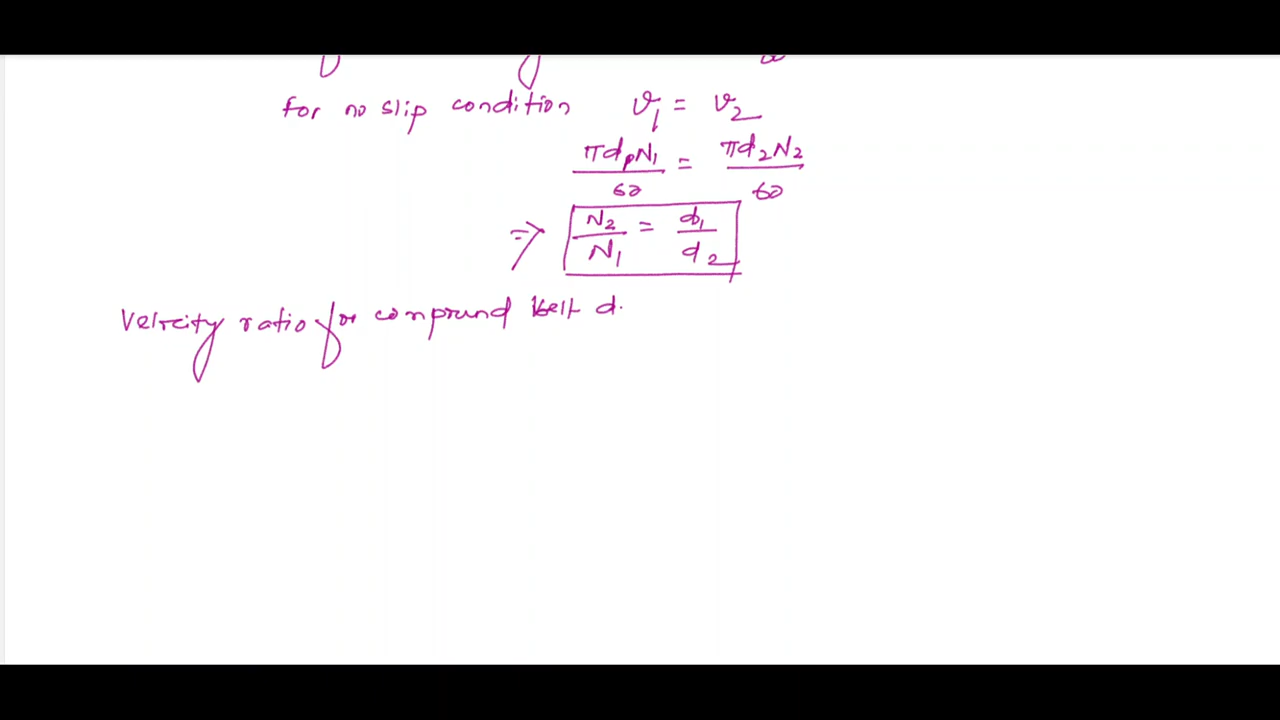 for no slip condition v₁ = v₂
πd₁N₁/60 = πd₂N₂/60
⇒ N₂/N₁ = d₁/d₂
Velocity ratio for compound belt d.